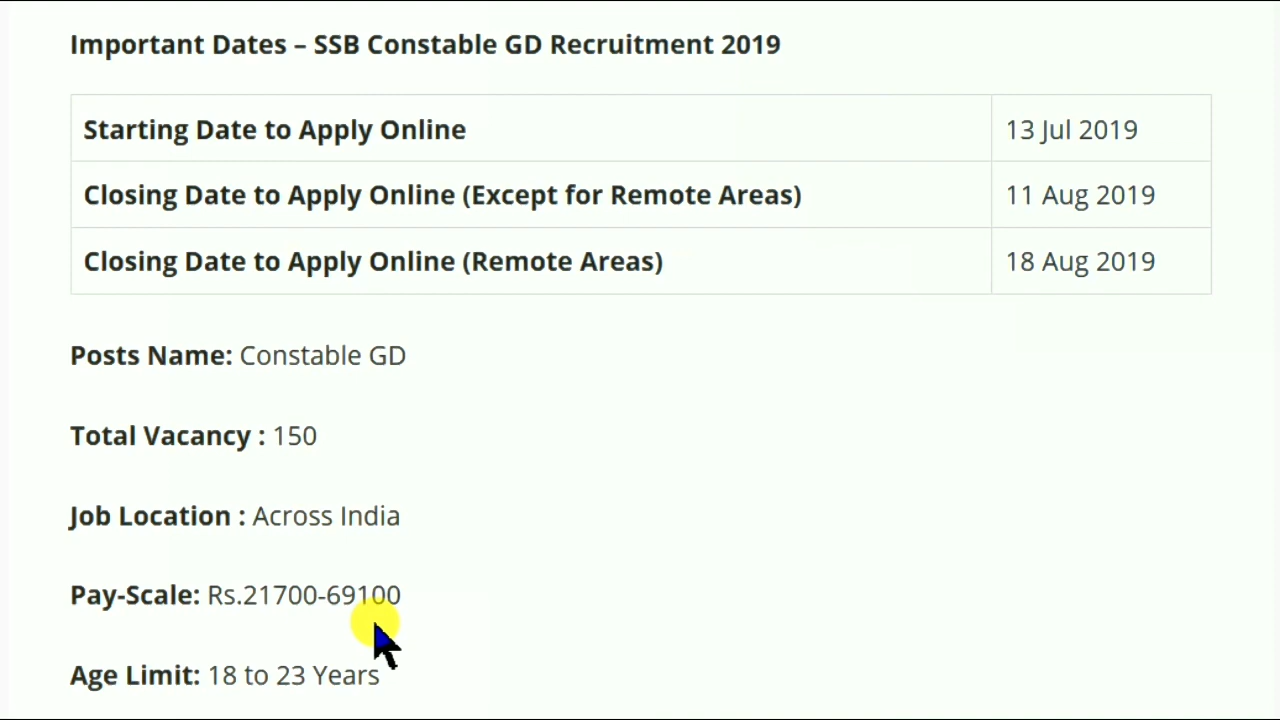 Important Dates – SSB Constable GD Recruitment 2019
Starting Date to Apply Online 13 Jul 2019
Closing Date to Apply Online (Except for Remote Areas) 11 Aug 2019
Closing Date to Apply Online (Remote Areas) 18 Aug 2019
Posts Name: Constable GD
Total Vacancy : 150
Job Location : Across India
Pay-Scale: Rs.21700-69100
Age Limit: 18 to 23 Years